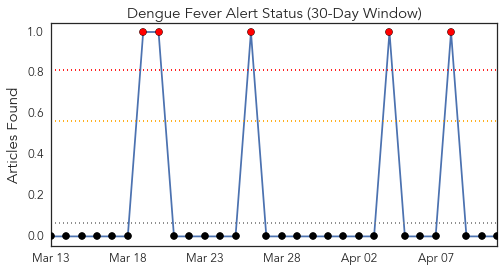 Dengue Fever Alert Status (30-Day Window)
Articles Found
1.0
0.8
0.6
0.4
0.2
0.0
Mar 13 Mar 18 Mar 23 Mar 28 Apr 02 Apr 07